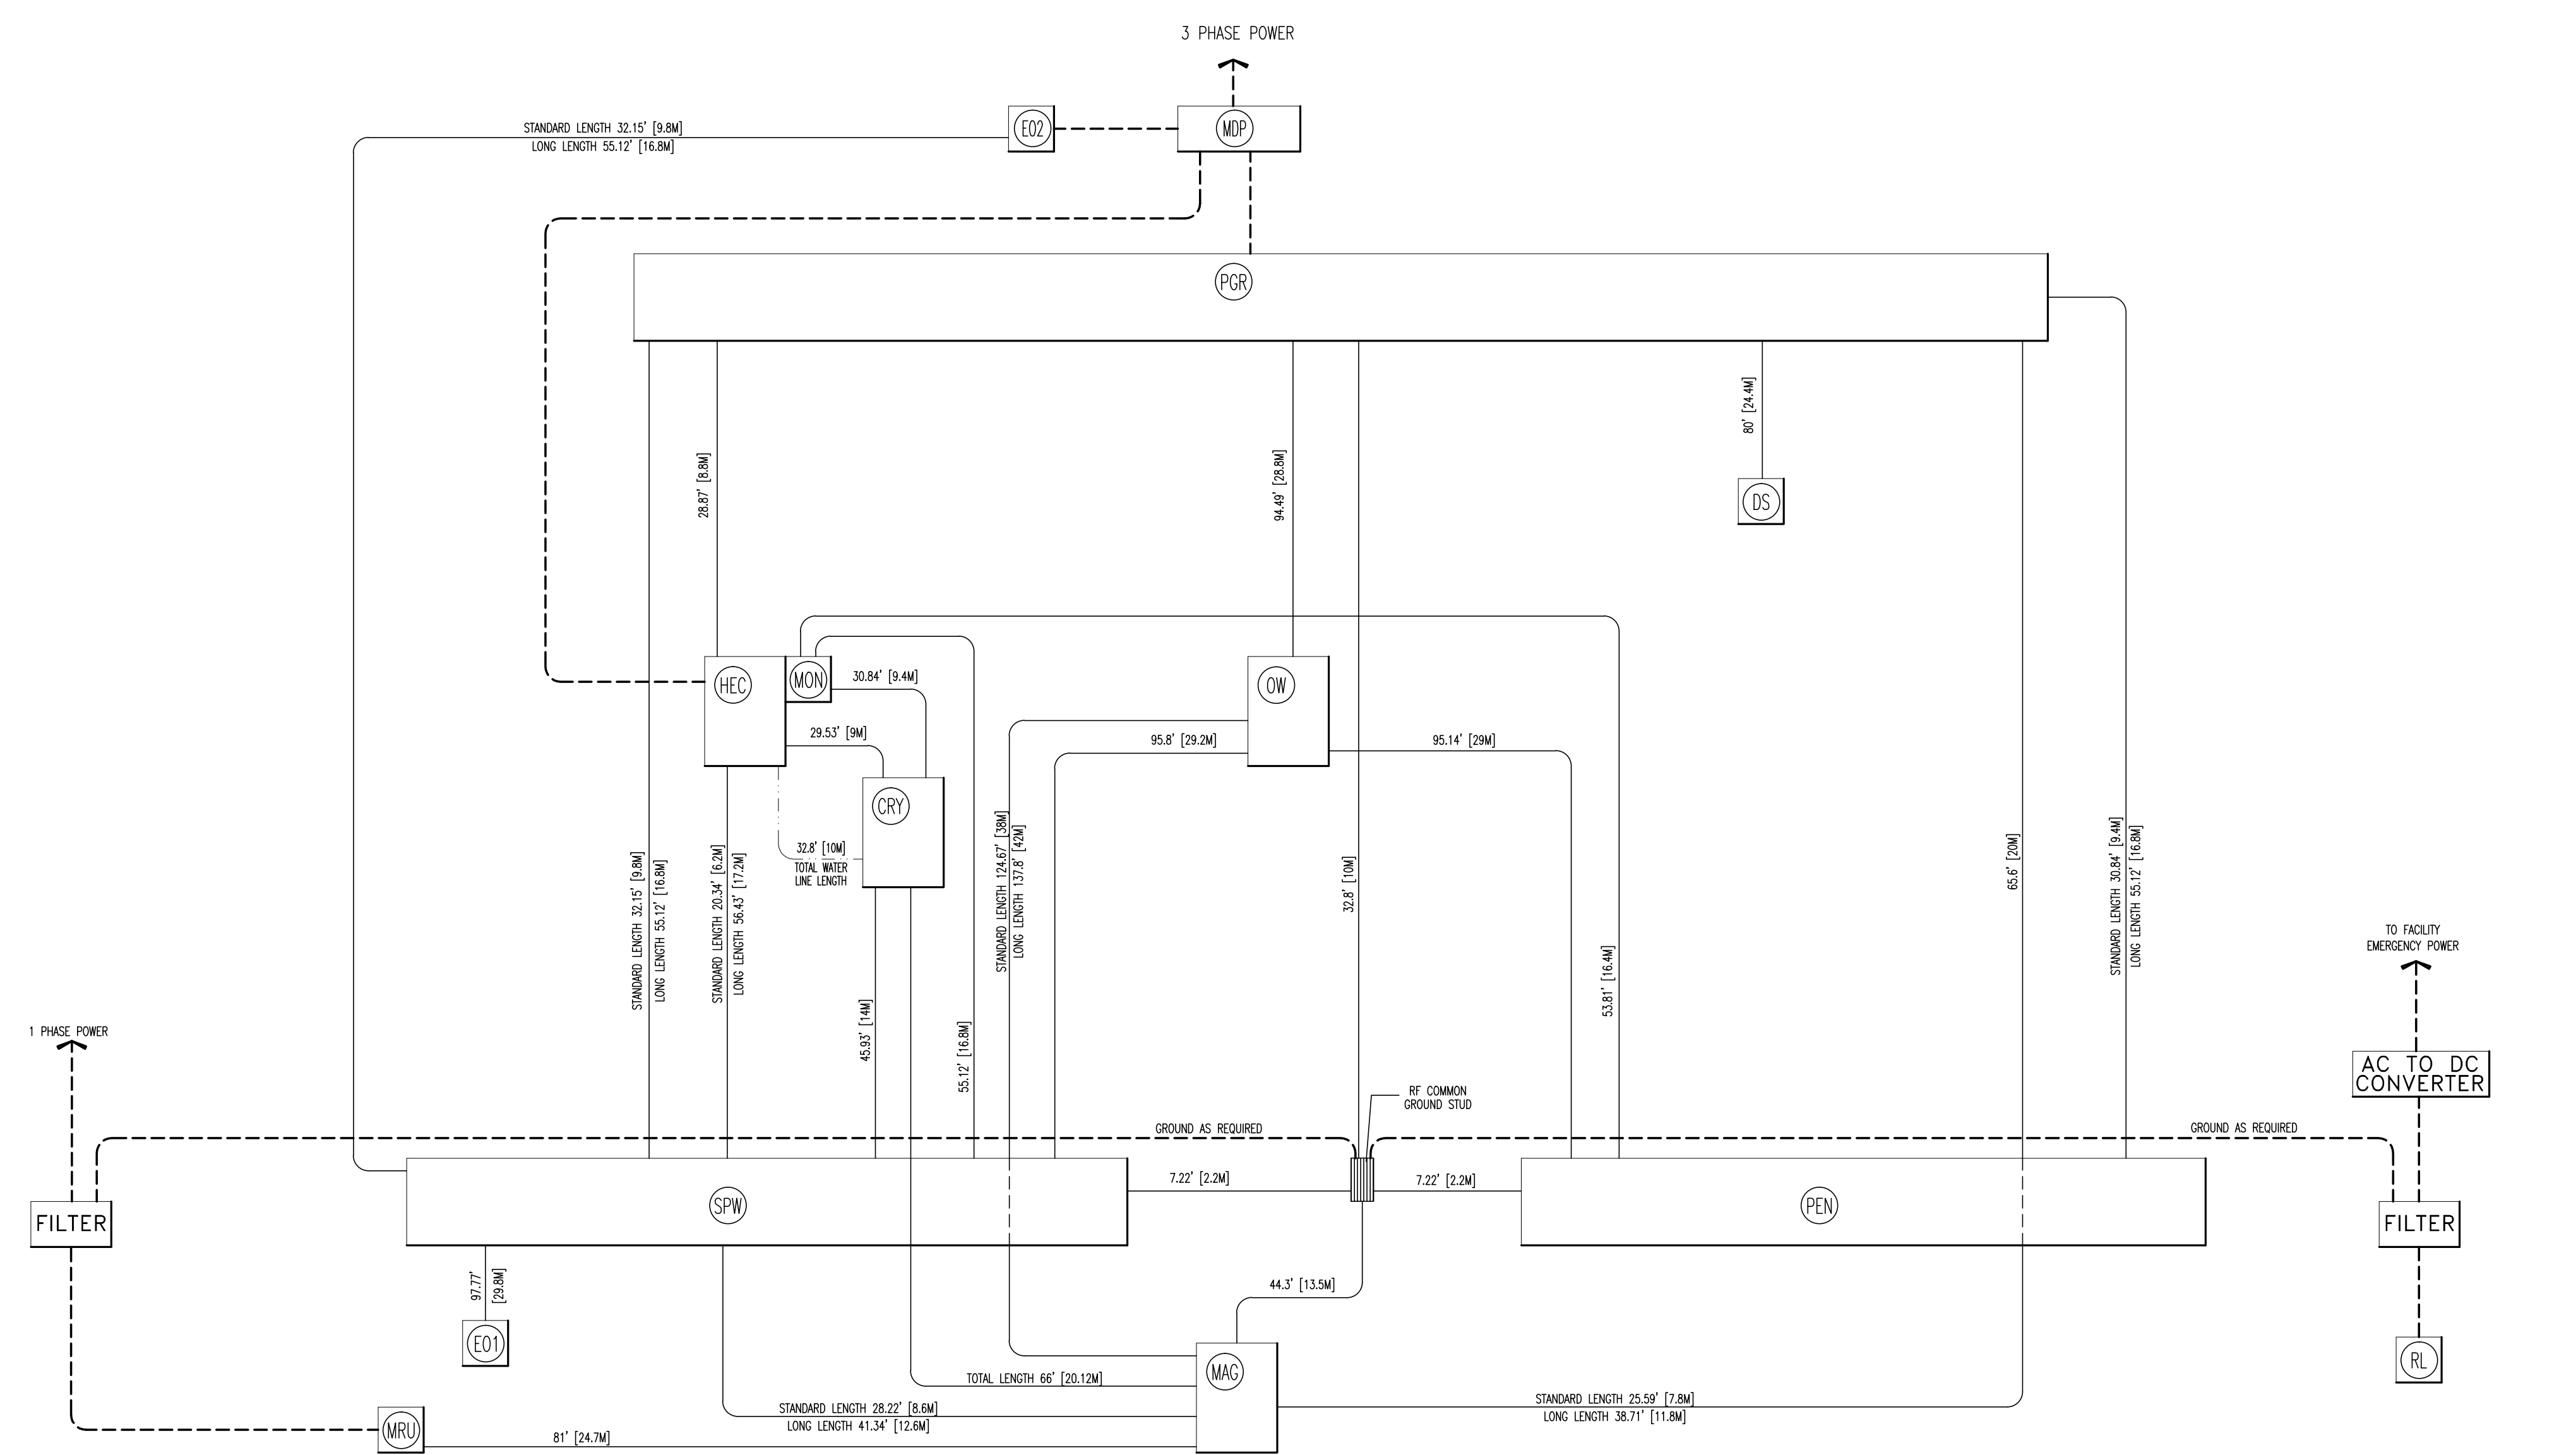 3 PHASE POWER
E02
MDP
STANDARD LENGTH 32.15' [9.8M]
LONG LENGTH 55.12' [16.8M]
PGR
28.87' [8.8M]
94.49' [28.8M]
80' [24.4M]
DS
HEC
MON
30.84' [9.4M]
29.53' [9M]
OW
95.8' [29.2M]
95.14' [29M]
CRY
32.8' [10M]
TOTAL WATER
LINE LENGTH
STANDARD LENGTH 32.15' [9.8M]
LONG LENGTH 55.12' [16.8M]
STANDARD LENGTH 20.34' [6.2M]
LONG LENGTH 56.43' [17.2M]
45.93' [14M]
55.12' [16.8M]
STANDARD LENGTH 124.67' [38M]
LONG LENGTH 137.8' [42M]
32.8' [10M]
53.81' [16.4M]
65.6' [20M]
STANDARD LENGTH 30.84' [9.4M]
LONG LENGTH 55.12' [16.8M]
TO FACILITY
EMERGENCY POWER
1 PHASE POWER
AC TO DC
CONVERTER
RF COMMON
GROUND STUD
GROUND AS REQUIRED
GROUND AS REQUIRED
7.22' [2.2M]
7.22' [2.2M]
FILTER
SPW
PEN
FILTER
97.77'
[29.8M]
44.3' [13.5M]
E01
MAG
RL
TOTAL LENGTH 66' [20.12M]
STANDARD LENGTH 28.22' [8.6M]
LONG LENGTH 41.34' [12.6M]
STANDARD LENGTH 25.59' [7.8M]
LONG LENGTH 38.71' [11.8M]
MRU
81' [24.7M]